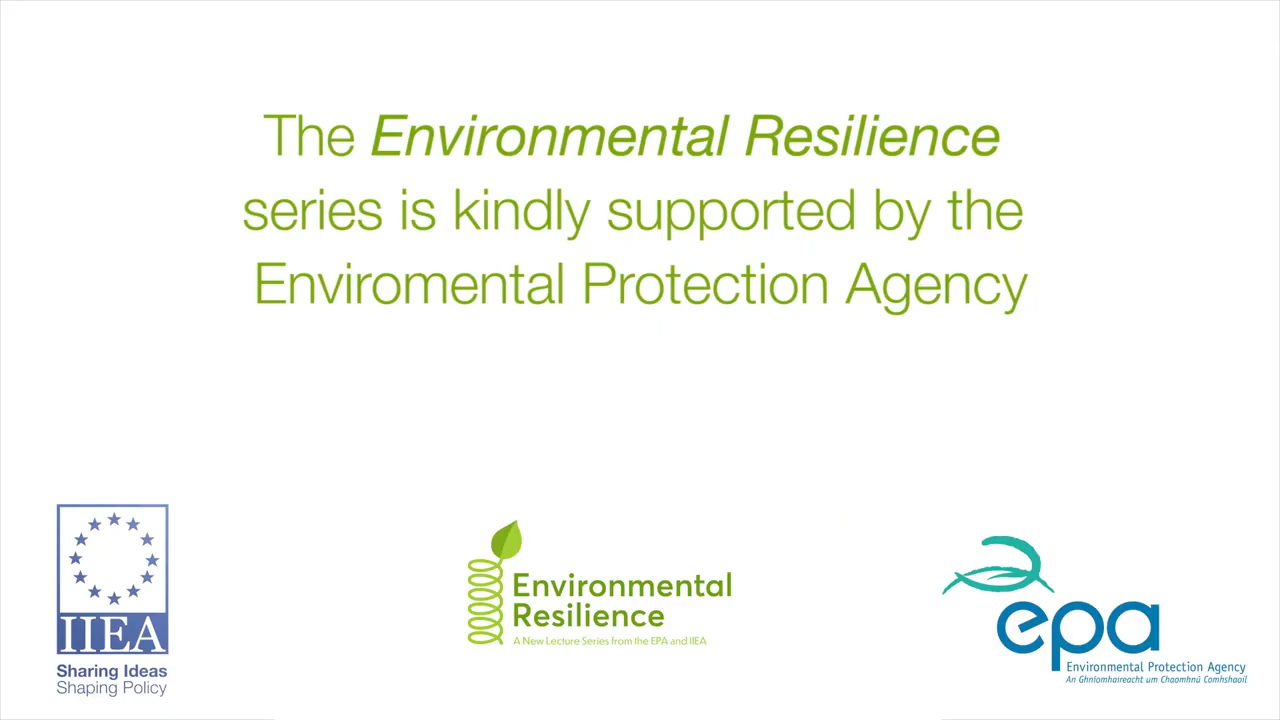 The Environmental Resilience
series is kindly supported by the
Enviromental Protection Agency
IIEA
Sharing Ideas
Shaping Policy
Environmental
Resilience
A New Lecture Series from the EPA and IIEA
epa
Environmental Protection Agency
An Ghníomhaireacht um Chaomhnú Comhshaoil